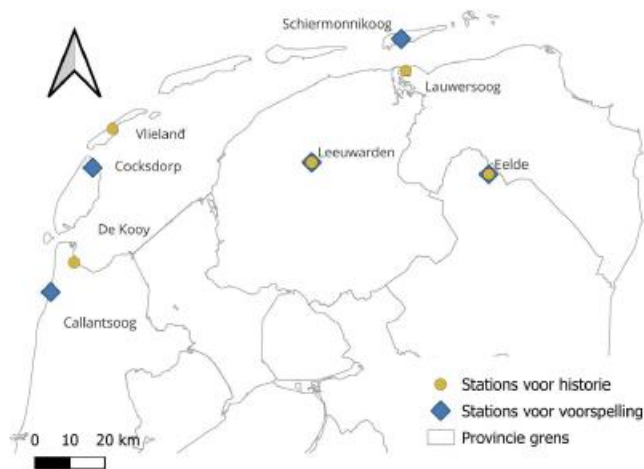 Schiermonnikoog
Lauwersoog
Vlieland
Leeuwarden
Eelde
Cocksdorp
De Kooy
Callantsoog
Stations voor historie
Stations voor voorspelling
Provincie grens
0 10 20 km